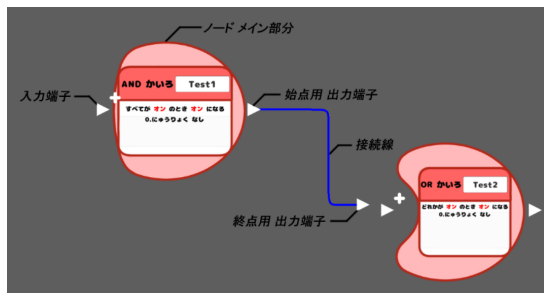 ノード メイン部分
AND かいろ Test1
入力端子
始点用 出力端子
すべてが オン のとき オン になる
0.にゅうりょく なし
接続線
OR かいろ Test2
終点用 出力端子
どれかが オン のとき オン になる
0.にゅうりょく なし